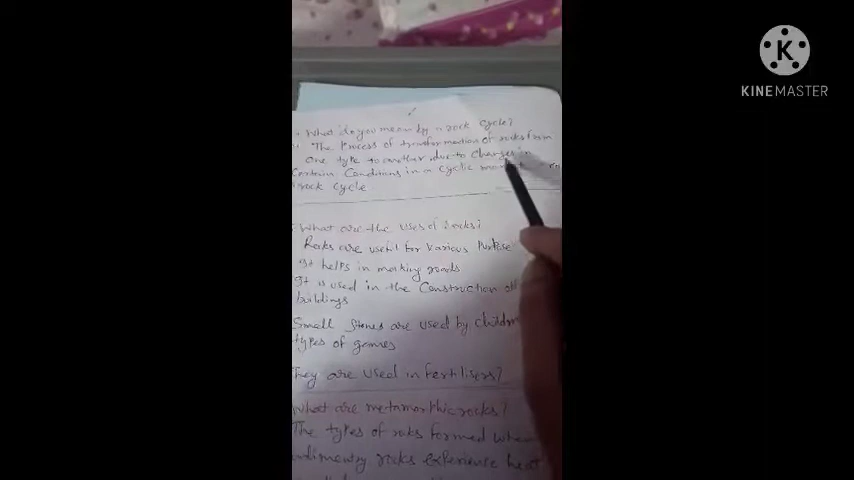 What do you mean by a rock cycle?
The Process of transformation of rocks from
one type to another due to changes in
certain Conditions in a cyclic
rock cycle.
What are the uses of Rocks?
Rocks are useful for various Purpose
It helps in making roads
It is used in the Construction of
buildings
Small Stones are used by children
types of games
They are used in fertilisers?
What are metamorthic rocks?
The types of rocks formed when
rocks experience heat
K
KINEMASTER